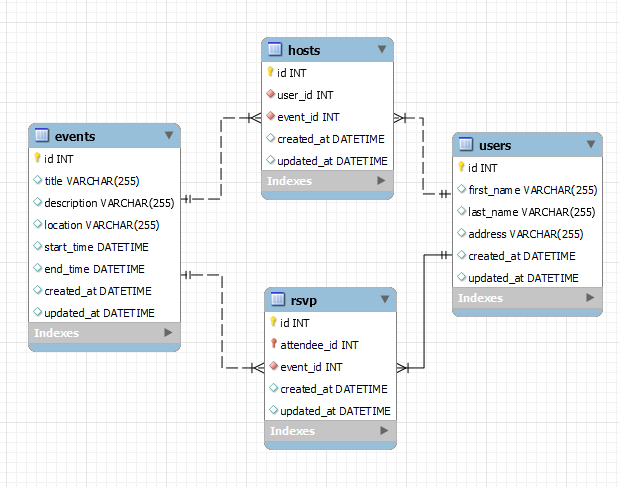 hosts
id INT
user_id INT
event_id INT
created_at DATETIME
updated_at DATETIME
Indexes
events
id INT
title VARCHAR(255)
description VARCHAR(255)
location VARCHAR(255)
start_time DATETIME
end_time DATETIME
created_at DATETIME
updated_at DATETIME
Indexes
users
id INT
first_name VARCHAR(255)
last_name VARCHAR(255)
address VARCHAR(255)
created_at DATETIME
updated_at DATETIME
Indexes
rsvp
id INT
attendee_id INT
event_id INT
created_at DATETIME
updated_at DATETIME
Indexes